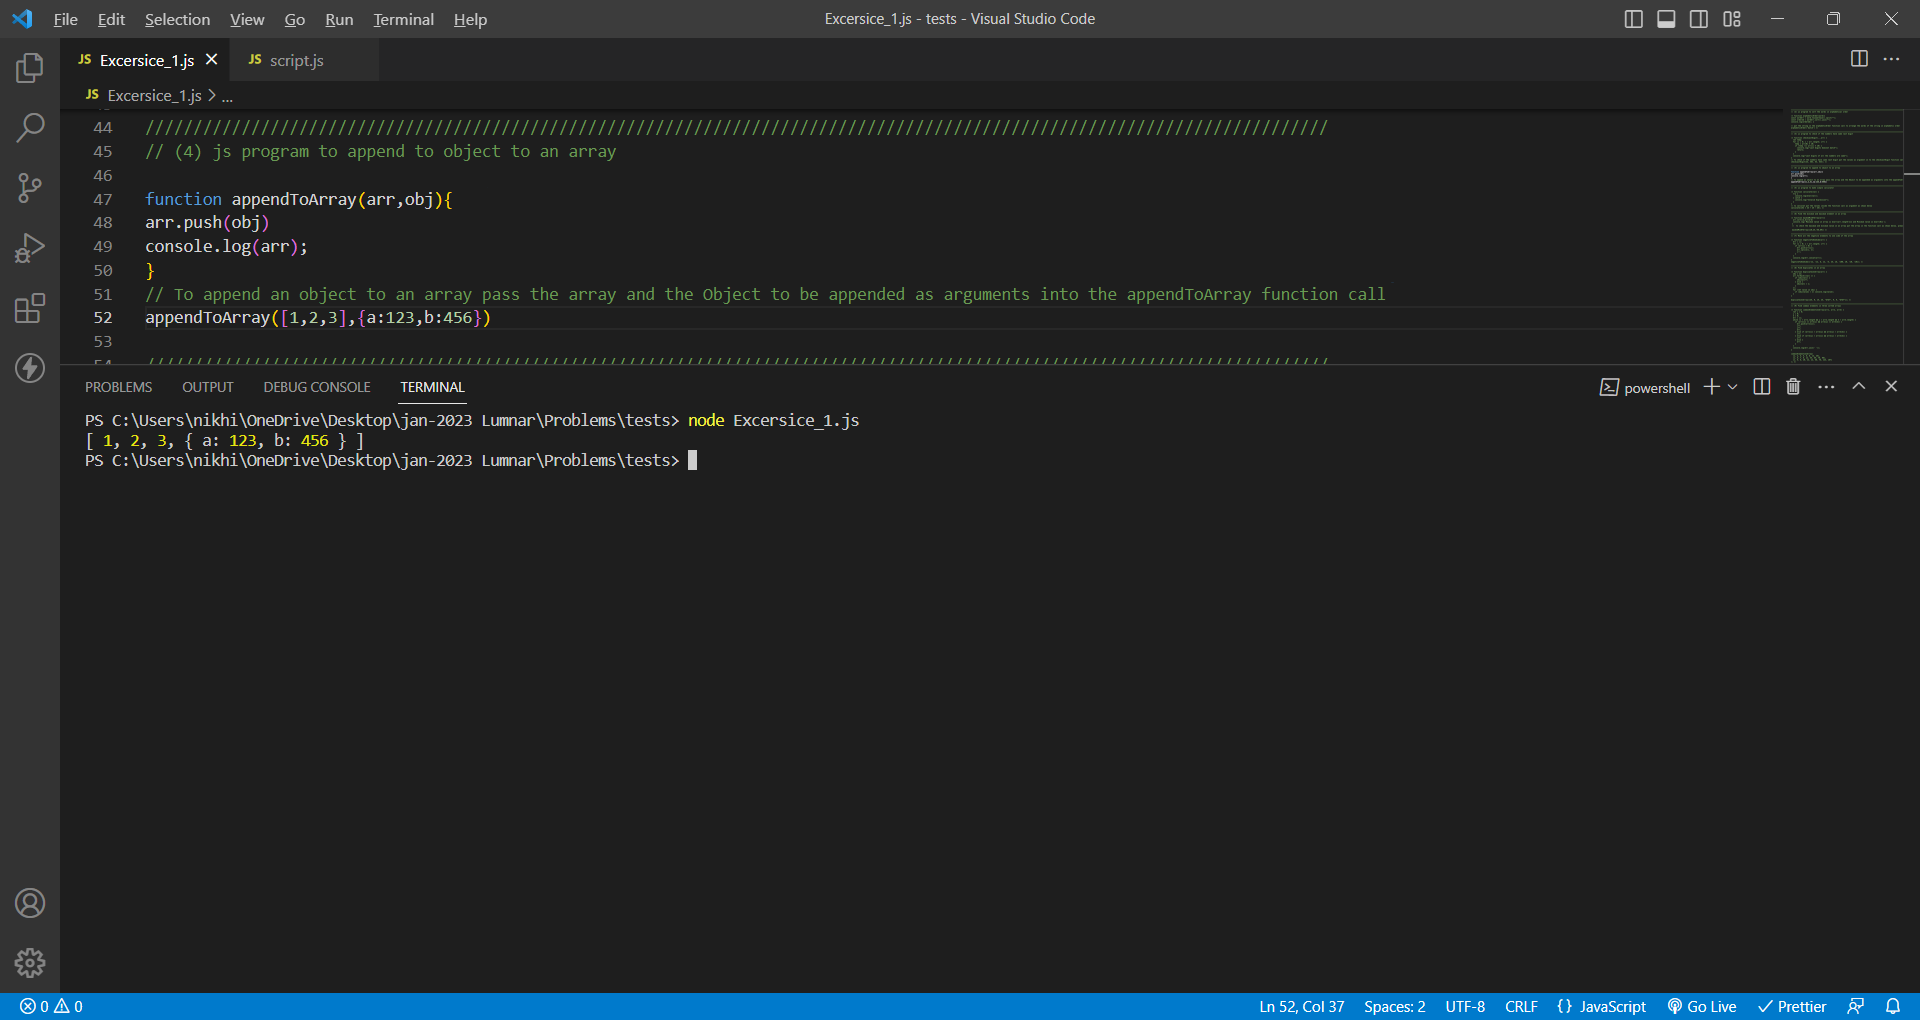 File Edit Selection View Go Run Terminal Help
Excersice_1.js - tests - Visual Studio Code
JS Excersice_1.js
JS script.js
JS Excersice_1.js > ...
44 ///////////////////////////////////////////////////////////////////////////////////////////////////////////////////////////
45 // (4) js program to append to object to an array
46
47 function appendToArray(arr,obj){
48 arr.push(obj)
49 console.log(arr);
50 }
51 // To append an object to an array pass the array and the Object to be appended as arguments into the appendToArray function call
52 appendToArray([1,2,3],{a:123,b:456})
53
54 ///////////////////////////////////////////////////////////////////////////////////////////////////////////////////////////
PROBLEMS OUTPUT DEBUG CONSOLE TERMINAL
powershell
PS C:\Users\nikhi\OneDrive\Desktop\jan-2023 Lumnar\Problems\tests> node Excersice_1.js
[ 1, 2, 3, { a: 123, b: 456 } ]
PS C:\Users\nikhi\OneDrive\Desktop\jan-2023 Lumnar\Problems\tests>
0 0 Ln 52, Col 37 Spaces: 2 UTF-8 CRLF {} JavaScript Go Live Prettier